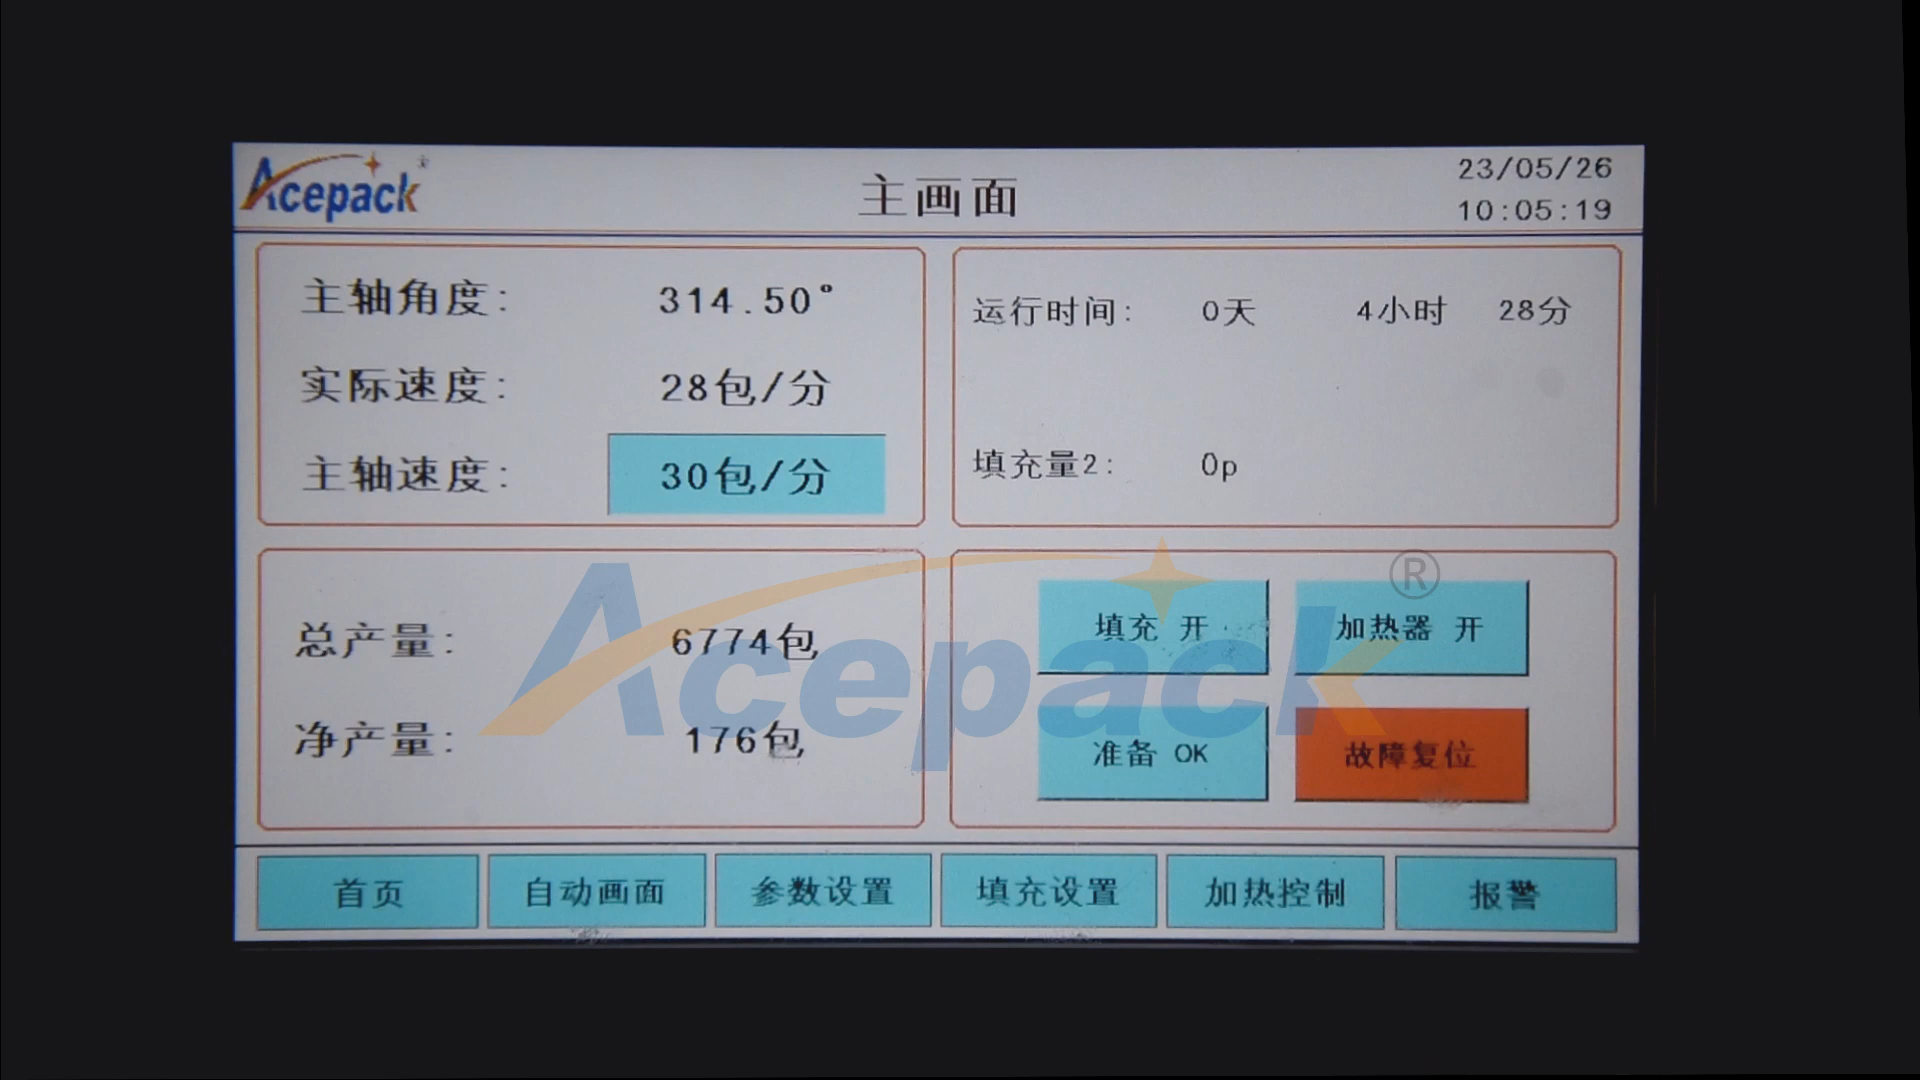 Acepack
主画面
23/05/26
10:05:19
主轴角度: 314.50°
实际速度: 28包/分
主轴速度: 30包/分
运行时间: 0天 4小时 28分
填充量2: 0p
总产量: 6774包
净产量: 176包
填充 开
加热器 开
准备 OK
故障复位
Acepack®
首页
自动画面
参数设置
填充设置
加热控制
报警